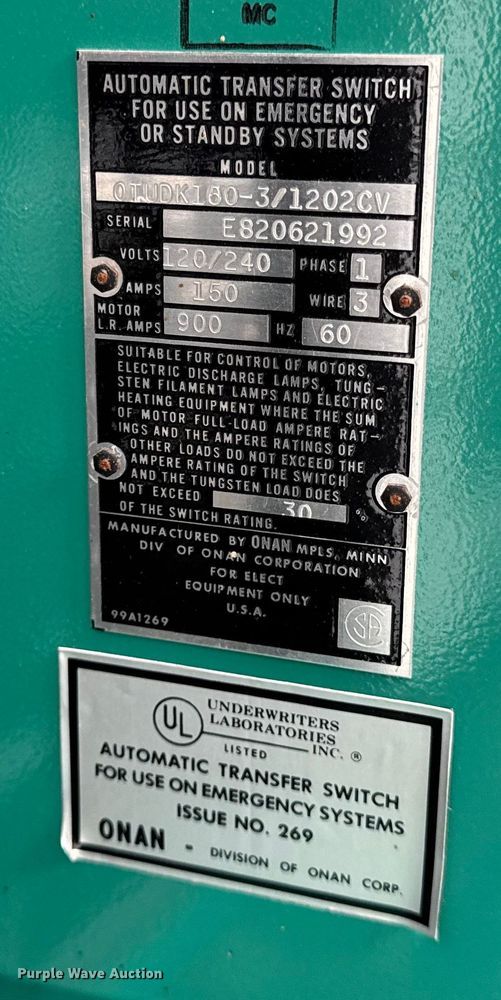 MC
AUTOMATIC TRANSFER SWITCH
FOR USE ON EMERGENCY
OR STANDBY SYSTEMS
MODEL
OTUDK150-3/1202CV
SERIAL E820621992
VOLTS 120/240 PHASE 1
AMPS 150 WIRE 3
MOTOR
L.R. AMPS 900 HZ 60
SUITABLE FOR CONTROL OF MOTORS,
ELECTRIC DISCHARGE LAMPS, TUNG-
STEN FILAMENT LAMPS AND ELECTRIC
HEATING EQUIPMENT WHERE THE SUM
OF MOTOR FULL-LOAD AMPERE RAT-
INGS AND THE AMPERE RATINGS OF
OTHER LOADS DO NOT EXCEED THE
AMPERE RATING OF THE SWITCH
AND THE TUNGSTEN LOAD DOES
NOT EXCEED 30 %
OF THE SWITCH RATING.
MANUFACTURED BY ONAN MPLS, MINN
DIV OF ONAN CORPORATION
FOR ELECT
EQUIPMENT ONLY
U.S.A.
99A1269
SA
UL
UNDERWRITERS
LABORATORIES
INC. ®
LISTED
AUTOMATIC TRANSFER SWITCH
FOR USE ON EMERGENCY SYSTEMS
ISSUE NO. 269
ONAN - DIVISION OF ONAN CORP.
Purple Wave Auction